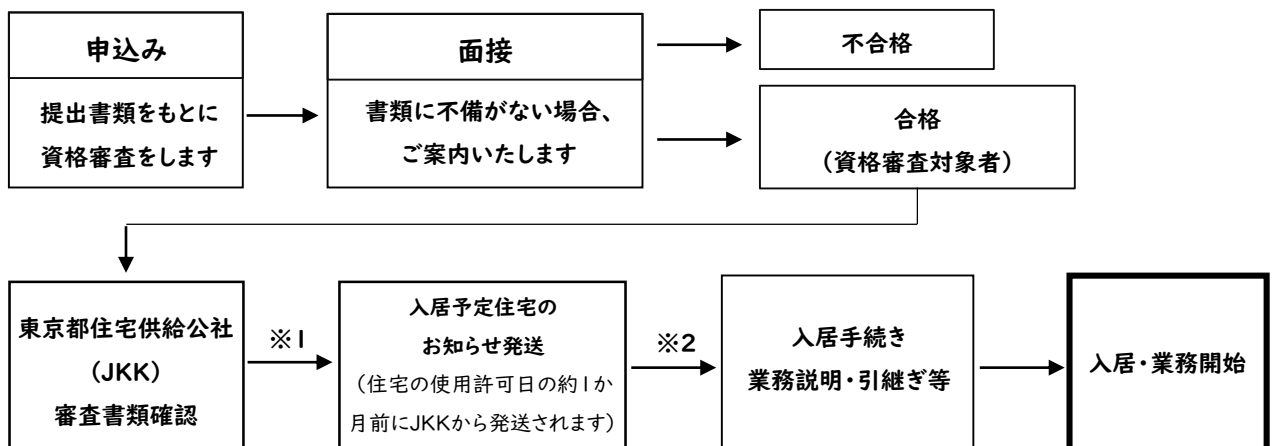 申込み
提出書類をもとに
資格審査をします
面接
書類に不備がない場合、
ご案内いたします
不合格
合格
（資格審査対象者）
東京都住宅供給公社
（JKK）
審査書類確認
※1
入居予定住宅の
お知らせ発送
（住宅の使用許可日の約1か
月前にJKKから発送されます）
※2
入居手続き
業務説明・引継ぎ等
入居・業務開始